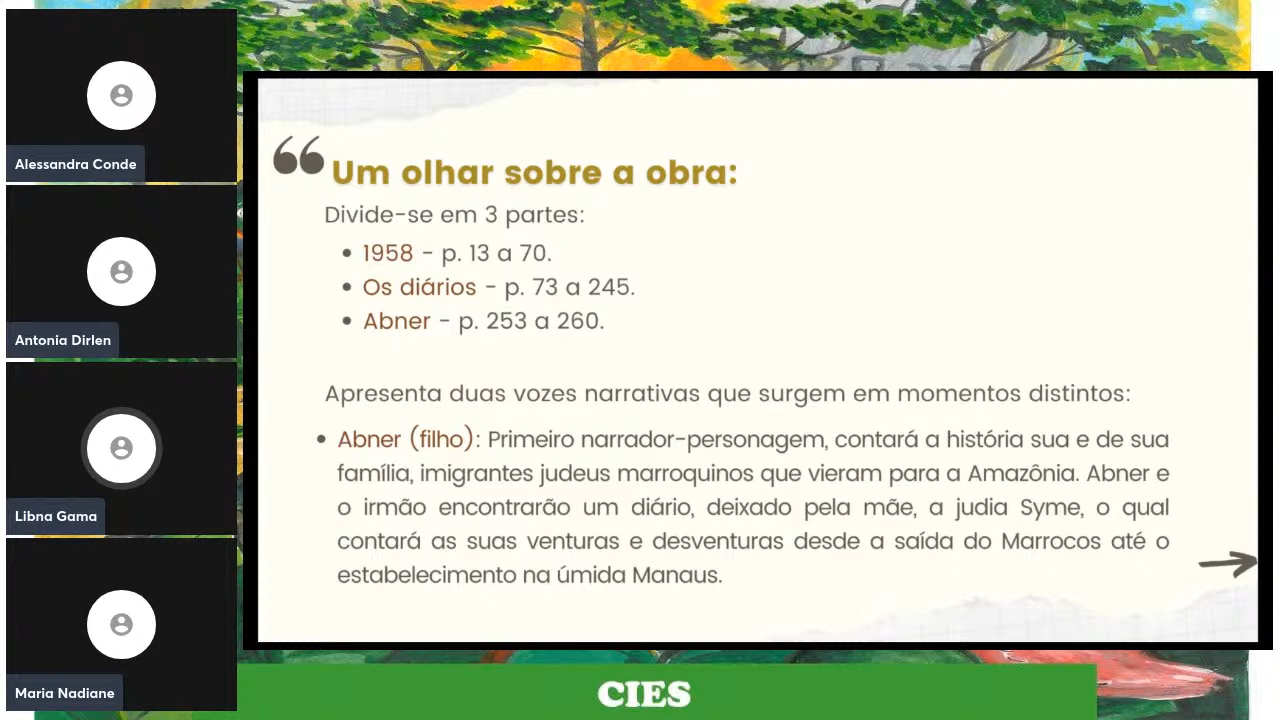 Alessandra Conde
Antonia Dirlen
Libna Gama
Maria Nadiane
Um olhar sobre a obra:
Divide-se em 3 partes:
• 1958 - p. 13 a 70.
• Os diários - p. 73 a 245.
• Abner - p. 253 a 260.
Apresenta duas vozes narrativas que surgem em momentos distintos:
• Abner (filho): Primeiro narrador-personagem, contará a história sua e de sua
família, imigrantes judeus marroquinos que vieram para a Amazônia. Abner e
o irmão encontrarão um diário, deixado pela mãe, a judia Syme, o qual
contará as suas venturas e desventuras desde a saída do Marrocos até o
estabelecimento na úmida Manaus.
CIES